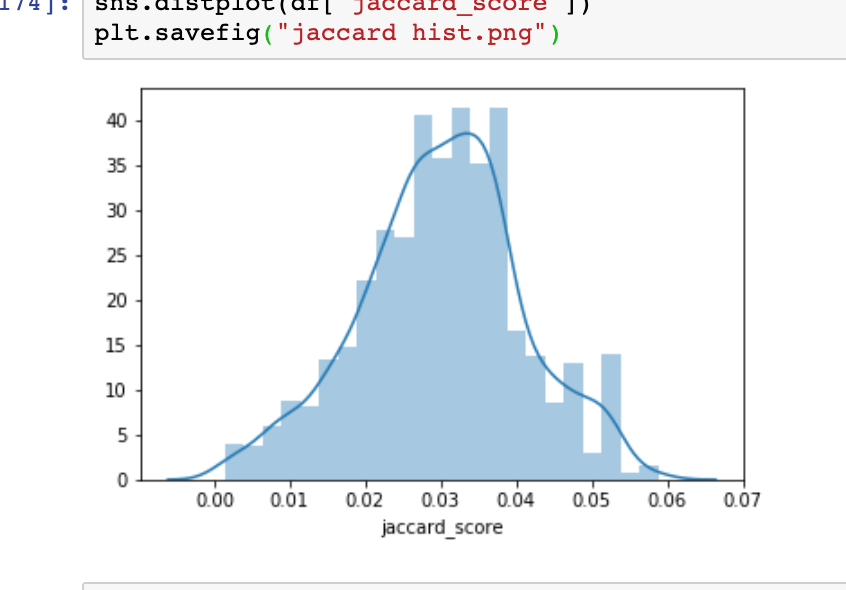 174]:
sns.distplot(df["jaccard_score"])
plt.savefig("jaccard hist.png")
40
35
30
25
20
15
10
5
0
0.00 0.01 0.02 0.03 0.04 0.05 0.06 0.07
jaccard_score